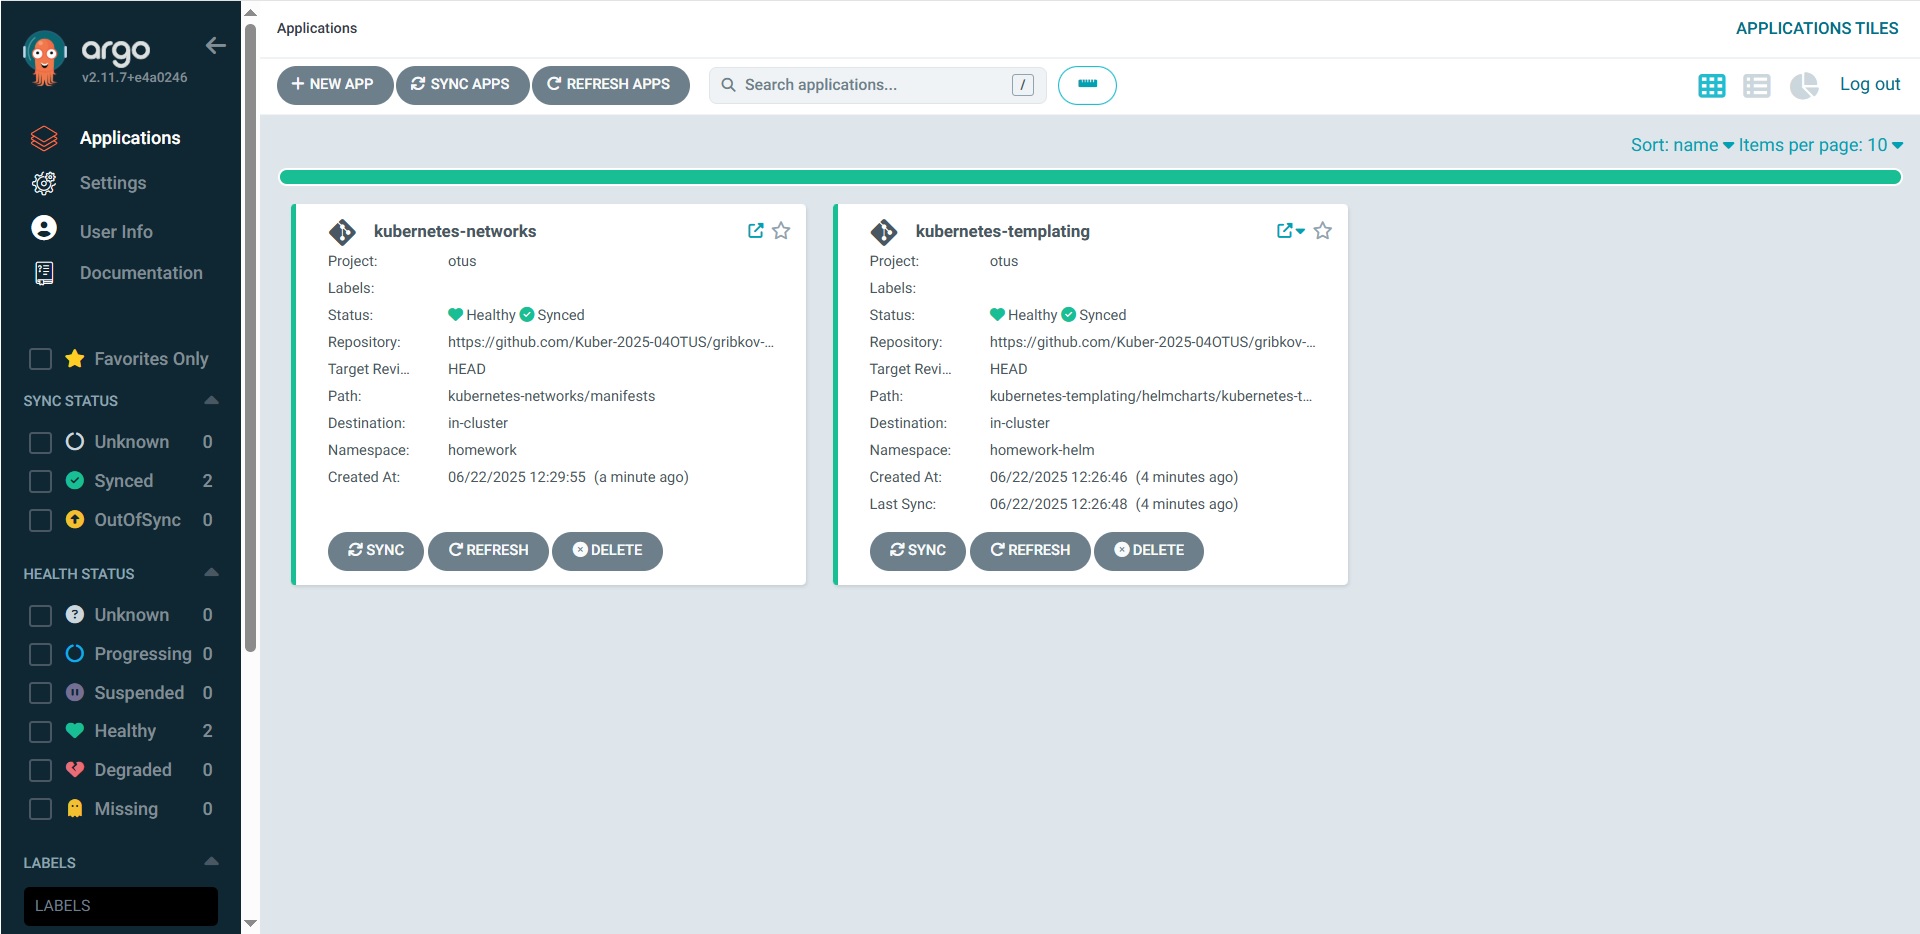 argo
v2.11.7+e4a0246
Applications
Settings
User Info
Documentation
Favorites Only
SYNC STATUS
Unknown 0
Synced 2
OutOfSync 0
HEALTH STATUS
Unknown 0
Progressing 0
Suspended 0
Healthy 2
Degraded 0
Missing 0
LABELS
LABELS
Applications
APPLICATIONS TILES
NEW APP SYNC APPS REFRESH APPS Search applications... / Log out
Sort: name Items per page: 10
kubernetes-networks
Project: otus
Labels:
Status: Healthy Synced
Repository: https://github.com/Kuber-2025-04OTUS/gribkov-...
Target Revi... HEAD
Path: kubernetes-networks/manifests
Destination: in-cluster
Namespace: homework
Created At: 06/22/2025 12:29:55 (a minute ago)
SYNC REFRESH DELETE
kubernetes-templating
Project: otus
Labels:
Status: Healthy Synced
Repository: https://github.com/Kuber-2025-04OTUS/gribkov-...
Target Revi... HEAD
Path: kubernetes-templating/helmcharts/kubernetes-t...
Destination: in-cluster
Namespace: homework-helm
Created At: 06/22/2025 12:26:46 (4 minutes ago)
Last Sync: 06/22/2025 12:26:48 (4 minutes ago)
SYNC REFRESH DELETE